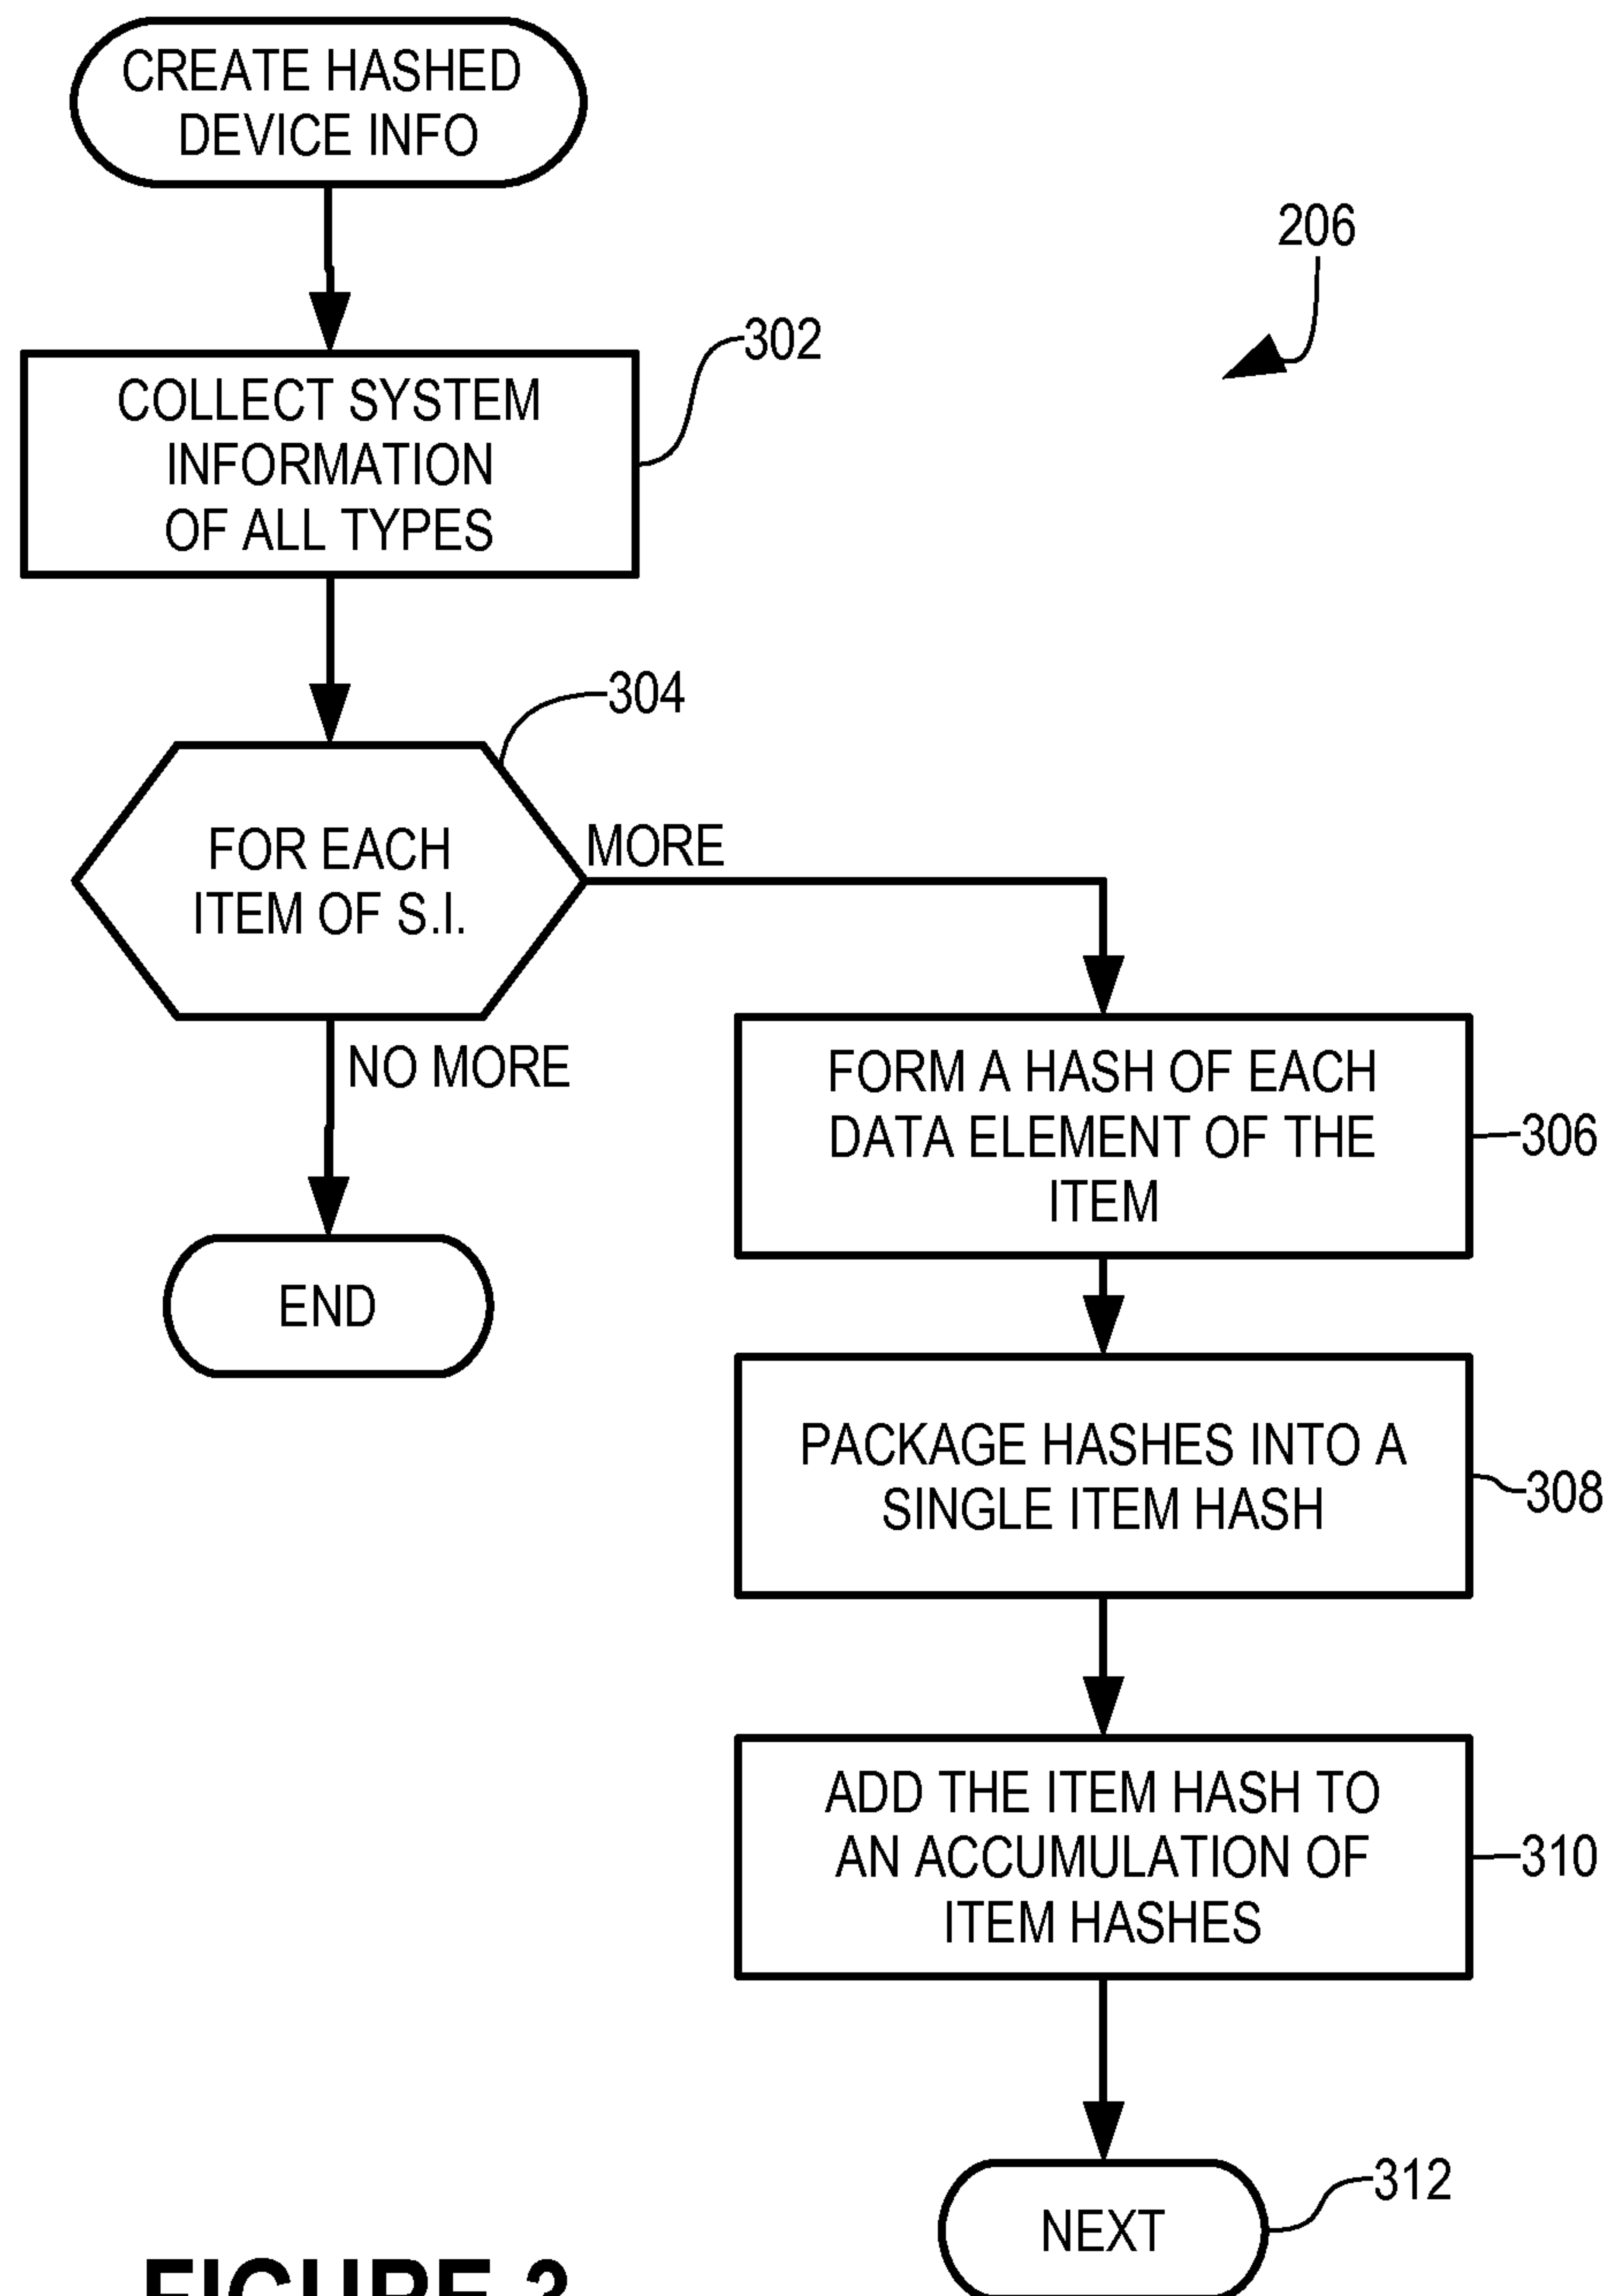 CREATE HASHED
DEVICE INFO
206
302
COLLECT SYSTEM
INFORMATION
OF ALL TYPES
304
FOR EACH
ITEM OF S.I.
MORE
NO MORE
END
FORM A HASH OF EACH
DATA ELEMENT OF THE
ITEM
306
PACKAGE HASHES INTO A
SINGLE ITEM HASH
308
ADD THE ITEM HASH TO
AN ACCUMULATION OF
ITEM HASHES
310
NEXT
312
FIGURE 3